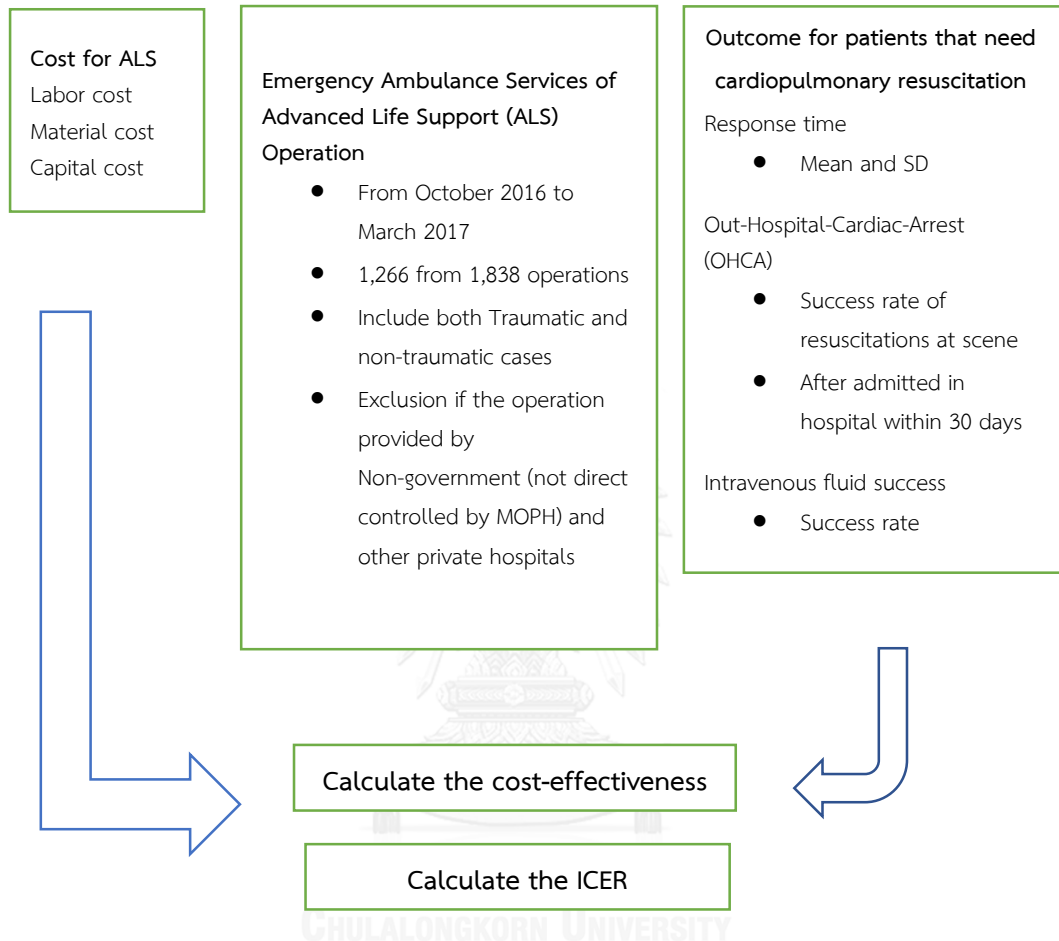 Cost for ALS
Labor cost
Material cost
Capital cost
Emergency Ambulance Services of
Advanced Life Support (ALS)
Operation
● From October 2016 to
March 2017
● 1,266 from 1,838 operations
● Include both Traumatic and
non-traumatic cases
● Exclusion if the operation
provided by
Non-government (not direct
controlled by MOPH) and
other private hospitals
Outcome for patients that need
cardiopulmonary resuscitation
Response time
● Mean and SD
Out-Hospital-Cardiac-Arrest
(OHCA)
● Success rate of
resuscitations at scene
● After admitted in
hospital within 30 days
Intravenous fluid success
● Success rate
Calculate the cost-effectiveness
Calculate the ICER
CHULALONGKORN UNIVERSITY